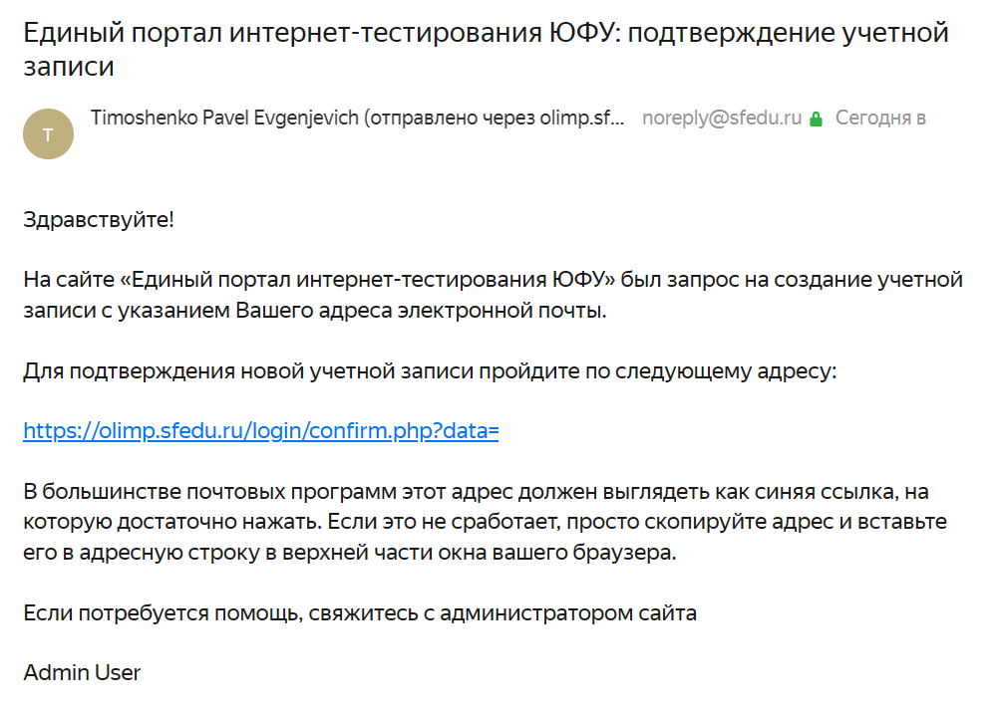 Единый портал интернет-тестирования ЮФУ: подтверждение учетной
записи
Т
Timoshenko Pavel Evgenjevich (отправлено через olimp.sf... noreply@sfedu.ru Сегодня в
Здравствуйте!
На сайте «Единый портал интернет-тестирования ЮФУ» был запрос на создание учетной
записи с указанием Вашего адреса электронной почты.
Для подтверждения новой учетной записи пройдите по следующему адресу:
https://olimp.sfedu.ru/login/confirm.php?data=
В большинстве почтовых программ этот адрес должен выглядеть как синяя ссылка, на
которую достаточно нажать. Если это не сработает, просто скопируйте адрес и вставьте
его в адресную строку в верхней части окна вашего браузера.
Если потребуется помощь, свяжитесь с администратором сайта
Admin User